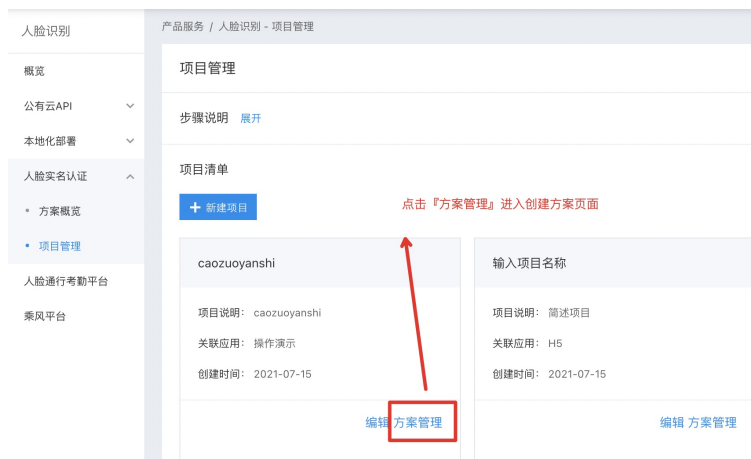 人脸识别
概览
公有云API
本地化部署
人脸实名认证
方案概览
项目管理
人脸通行考勤平台
乘风平台
产品服务 / 人脸识别 - 项目管理
项目管理
步骤说明 展开
项目清单
+ 新建项目
点击『方案管理』进入创建方案页面
caozuoyanshi
项目说明: caozuoyanshi
关联应用: 操作演示
创建时间: 2021-07-15
编辑 方案管理
输入项目名称
项目说明: 简述项目
关联应用: H5
创建时间: 2021-07-15
编辑 方案管理